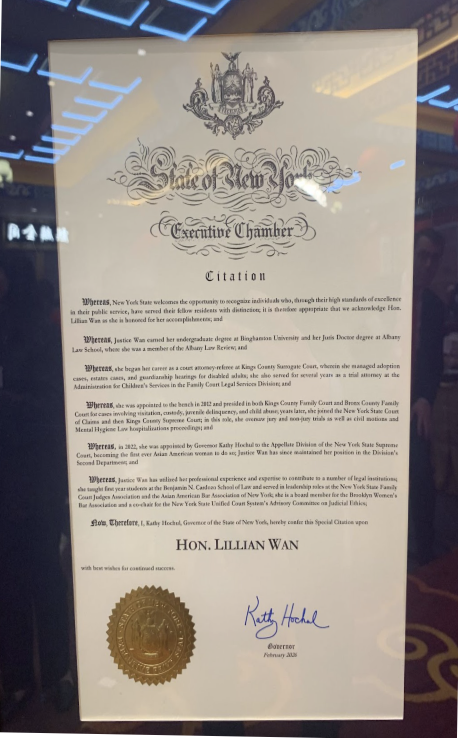 State of New York
Executive Chamber
Citation
Whereas, New York State welcomes the opportunity to recognize individuals who, through their high standards of excellence
in their public service, have served their fellow residents with distinction; it is therefore appropriate that we acknowledge Hon.
Lillian Wan as she is honored for her accomplishments; and
Whereas, Justice Wan earned her undergraduate degree at Binghamton University and her Juris Doctor degree at Albany
Law School, where she was a member of the Albany Law Review; and
Whereas, she began her career as a court attorney-referee at Kings County Surrogate Court, wherein she managed adoption
cases, estates cases, and guardianship hearings for disabled adults; she also served for several years as a trial attorney at the
Administration for Children's Services in the Family Court Legal Services Division; and
Whereas, she was appointed to the bench in 2012 and presided in both Kings County Family Court and Bronx County Family
Court for cases involving visitation, custody, juvenile delinquency, and child abuse; years later, she joined the New York State Court
of Claims and then Kings County Supreme Court; in this role, she oversaw jury and non-jury trials as well as civil motions and
Mental Hygiene Law hospitalization proceedings; and
Whereas, in 2022, she was appointed by Governor Kathy Hochul to the Appellate Division of the New York State Supreme
Court, becoming the first ever Asian American woman to do so; Justice Wan has since maintained her position in the Division's
Second Department; and
Whereas, Justice Wan has utilized her professional experience and expertise to contribute to a number of legal institutions;
she taught first year students at the Benjamin N. Cardozo School of Law and served in leadership roles at the New York State Family
Court Judges Association and the Asian American Bar Association of New York; she is a board member for the Brooklyn Women's
Bar Association and a co-chair for the New York State Unified Court System's Advisory Committee on Judicial Ethics;
Now, Therefore, I, Kathy Hochul, Governor of the State of New York, hereby confer this Special Citation upon
HON. LILLIAN WAN
with best wishes for continued success.
Kathy Hochul
Governor
February 2026